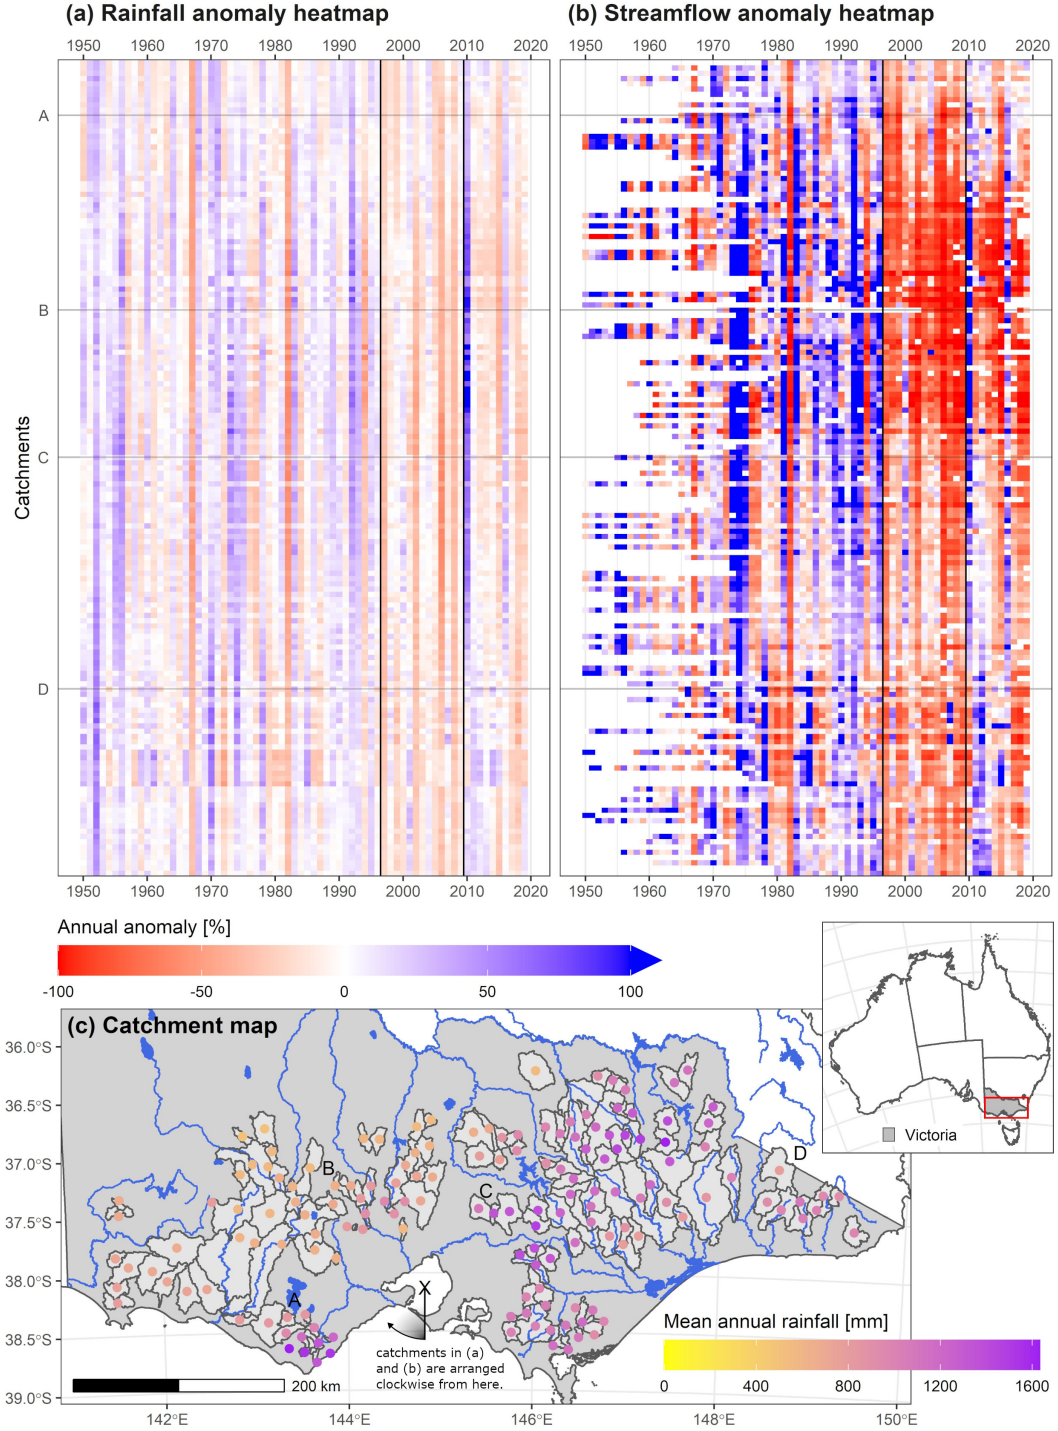 (a) Rainfall anomaly heatmap
(b) Streamflow anomaly heatmap
1950 1960 1970 1980 1990 2000 2010 2020
1950 1960 1970 1980 1990 2000 2010 2020
A
B
C
D
Catchments
1950 1960 1970 1980 1990 2000 2010 2020
1950 1960 1970 1980 1990 2000 2010 2020
Annual anomaly [%]
-100 -50 0 50 100
(c) Catchment map
36.0°S
36.5°S
37.0°S
37.5°S
38.0°S
38.5°S
39.0°S
Victoria
D
B
C
A
X
catchments in (a)
and (b) are arranged
clockwise from here.
200 km
Mean annual rainfall [mm]
0 400 800 1200 1600
142°E 144°E 146°E 148°E 150°E